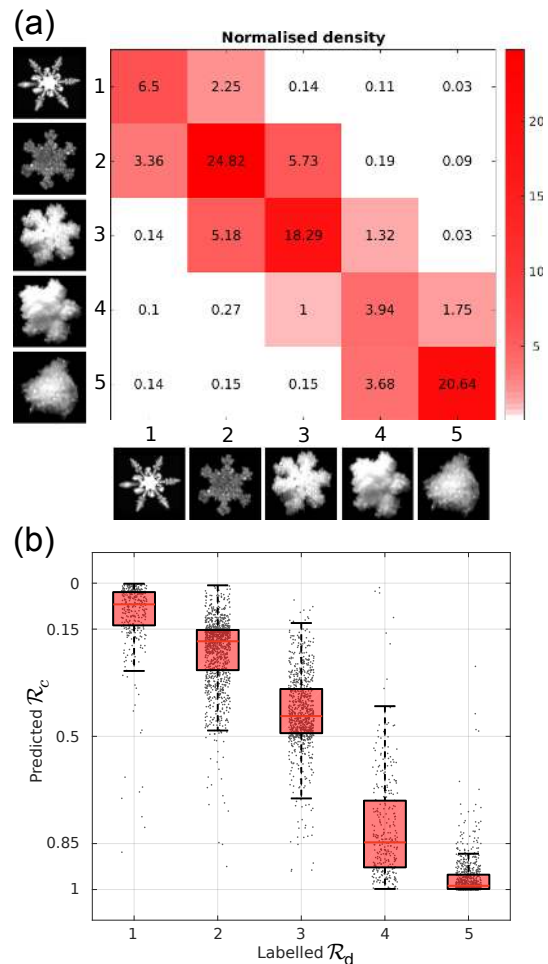 (a)
Normalised density
1 6.5 2.25 0.14 0.11 0.03
2 3.36 24.82 5.73 0.19 0.09
3 0.14 5.18 18.29 1.32 0.03
4 0.1 0.27 1 3.94 1.75
5 0.14 0.15 0.15 3.68 20.64
1 2 3 4 5
20
15
10
5
(b)
Predicted ℛc
0
0.15
0.5
0.85
1
1 2 3 4 5
Labelled ℛd